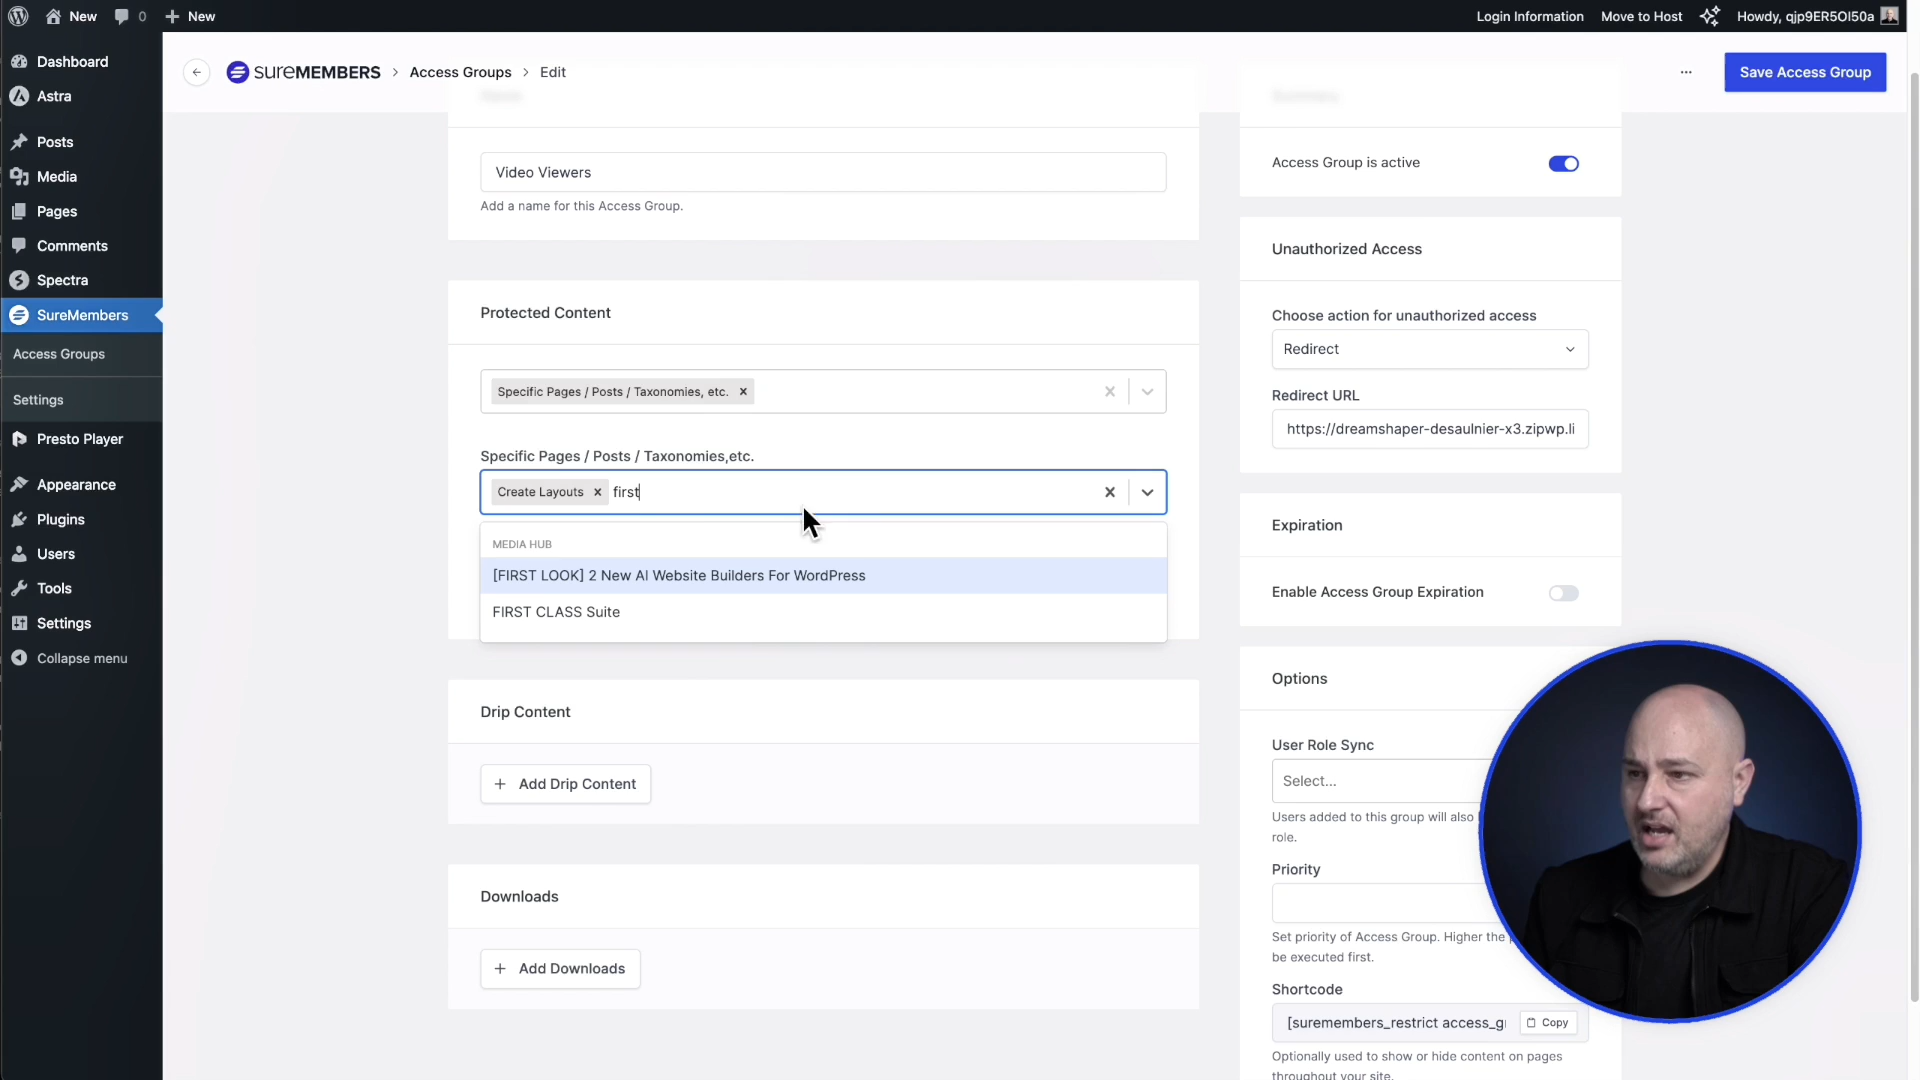 New
0
New
Login Information
Move to Host
Howdy, qjp9ER5OI50a
Dashboard
Astra
Posts
Media
Pages
Comments
Spectra
SureMembers
Access Groups
Settings
Presto Player
Appearance
Plugins
Users
Tools
Settings
Collapse menu
sureMEMBERS
Access Groups
Edit
...
Save Access Group
Name
Video Viewers
Add a name for this Access Group.
Protected Content
Specific Pages / Posts / Taxonomies, etc.
Specific Pages / Posts / Taxonomies,etc.
Create Layouts
first
MEDIA HUB
[FIRST LOOK] 2 New AI Website Builders For WordPress
FIRST CLASS Suite
Drip Content
Add Drip Content
Downloads
Add Downloads
Summary
Access Group is active
Unauthorized Access
Choose action for unauthorized access
Redirect
Redirect URL
https://dreamshaper-desaulnier-x3.zipwp.li
Expiration
Enable Access Group Expiration
Options
User Role Sync
Select...
Users added to this group will also
role.
Priority
Set priority of Access Group. Higher the
be executed first.
Shortcode
[suremembers_restrict access_g
Copy
Optionally used to show or hide content on pages
throughout your site.